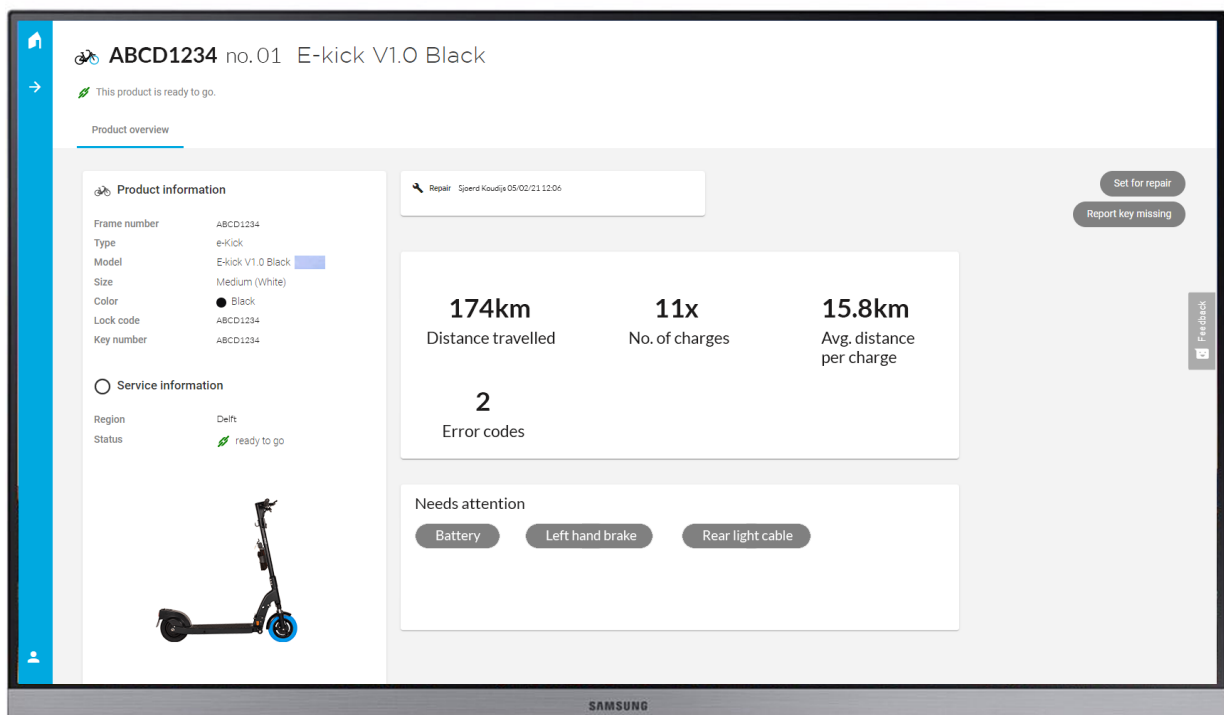 ABCD1234 no. 01 E-kick V1.0 Black
This product is ready to go.
Product overview
Product information
Frame number ABCD1234
Type e-Kick
Model E-kick V1.0 Black
Size Medium (White)
Color Black
Lock code ABCD1234
Key number ABCD1234
Service information
Region Delft
Status ready to go
Repair Sjoerd Koudijs 05/02/21 12:06
Set for repair
Report key missing
174km
Distance travelled
11x
No. of charges
15.8km
Avg. distance
per charge
2
Error codes
Needs attention
Battery
Left hand brake
Rear light cable
Feedback
SAMSUNG